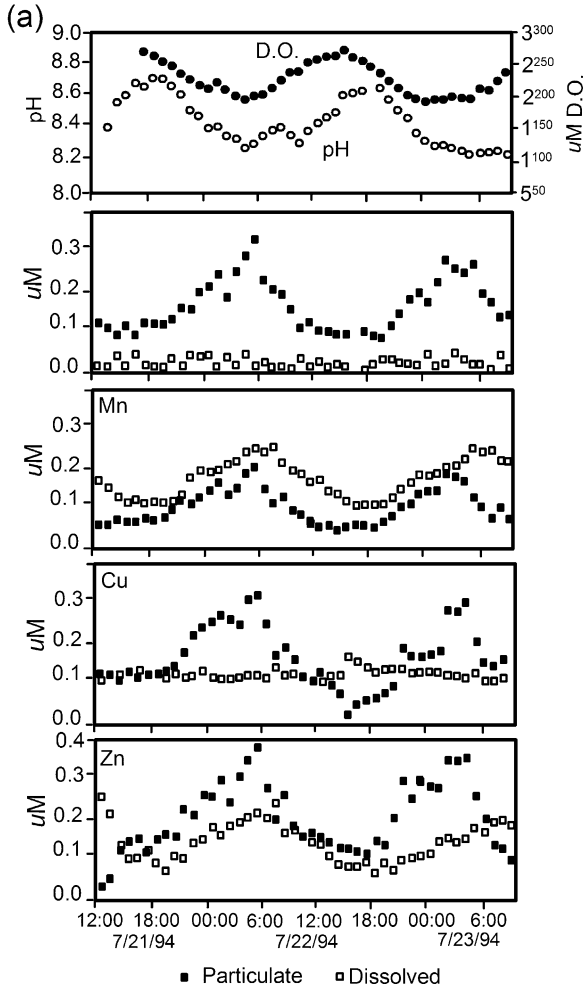 (a)
9.0
8.8
8.6
8.4
8.2
8.0
pH
D.O.
pH
3300
2250
2200
1150
1100
550
uM D.O.
0.3
0.2
0.1
0.0
uM
Mn
0.3
0.2
0.1
0.0
uM
Cu
0.3
0.2
0.1
0.0
uM
Zn
0.4
0.3
0.2
0.1
0.0
uM
12:00 18:00 00:00 6:00 12:00 18:00 00:00 6:00
7/21/94 7/22/94 7/23/94
Particulate Dissolved